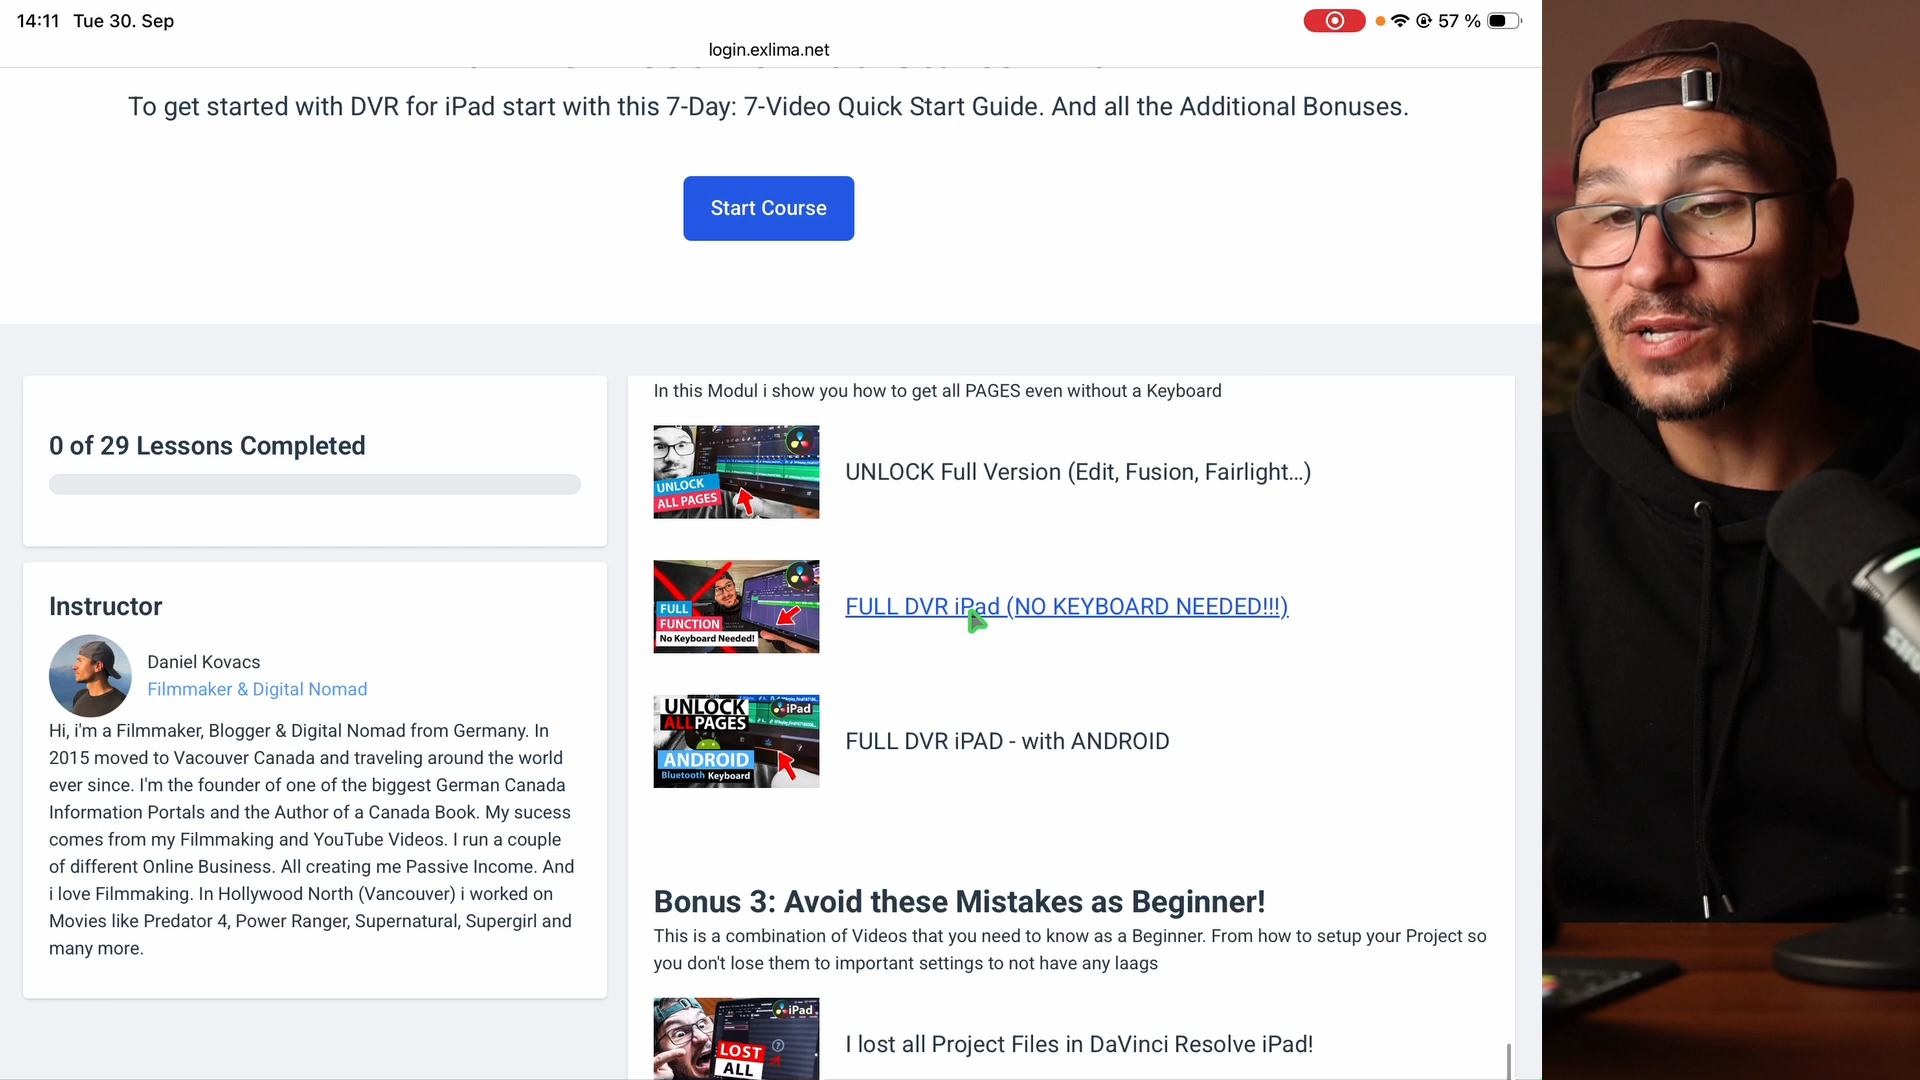 14:11 Tue 30. Sep
57 %
login.exlima.net
To get started with DVR for iPad start with this 7-Day: 7-Video Quick Start Guide. And all the Additional Bonuses.
Start Course
0 of 29 Lessons Completed
Instructor
Daniel Kovacs
Filmmaker & Digital Nomad
Hi, i'm a Filmmaker, Blogger & Digital Nomad from Germany. In
2015 moved to Vacouver Canada and traveling around the world
ever since. I'm the founder of one of the biggest German Canada
Information Portals and the Author of a Canada Book. My sucess
comes from my Filmmaking and YouTube Videos. I run a couple
of different Online Business. All creating me Passive Income. And
i love Filmmaking. In Hollywood North (Vancouver) i worked on
Movies like Predator 4, Power Ranger, Supernatural, Supergirl and
many more.
In this Modul i show you how to get all PAGES even without a Keyboard
UNLOCK
ALL PAGES
UNLOCK Full Version (Edit, Fusion, Fairlight...)
FULL
FUNCTION
No Keyboard Needed!
FULL DVR iPad (NO KEYBOARD NEEDED!!!)
UNLOCK
ALL PAGES
iPad
ANDROID
Bluetooth Keyboard
FULL DVR iPAD - with ANDROID
Bonus 3: Avoid these Mistakes as Beginner!
This is a combination of Videos that you need to know as a Beginner. From how to setup your Project so
you don't lose them to important settings to not have any laags
iPad
LOST
ALL
I lost all Project Files in DaVinci Resolve iPad!